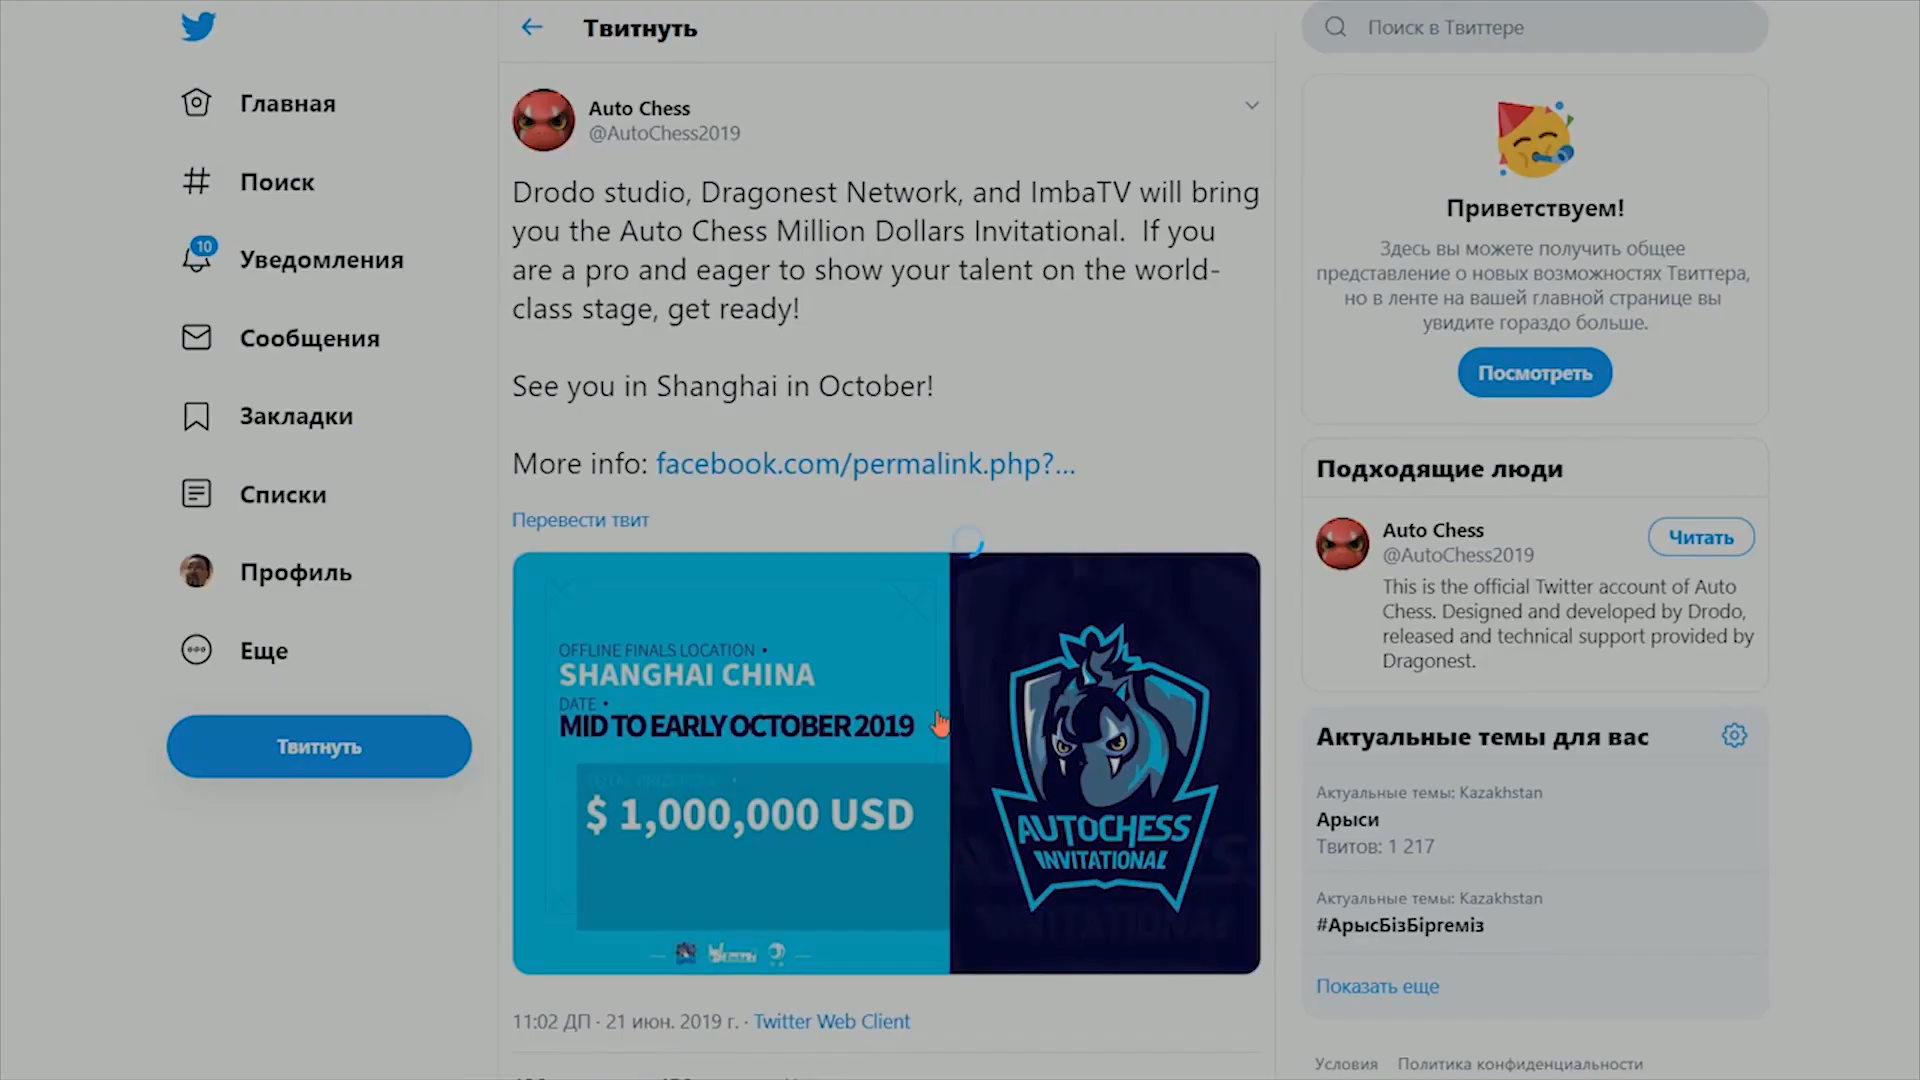 Твитнуть
Поиск в Твиттере
Главная
Поиск
10
Уведомления
Сообщения
Закладки
Списки
Профиль
Еще
Твитнуть
Auto Chess
@AutoChess2019
Drodo studio, Dragonest Network, and ImbaTV will bring
you the Auto Chess Million Dollars Invitational. If you
are a pro and eager to show your talent on the world-
class stage, get ready!
See you in Shanghai in October!
More info: facebook.com/permalink.php?...
Перевести твит
OFFLINE FINALS LOCATION •
SHANGHAI CHINA
DATE •
MID TO EARLY OCTOBER 2019
$ 1,000,000 USD
AUTOCHESS
INVITATIONAL
11:02 ДП · 21 июн. 2019 г. · Twitter Web Client
Приветствуем!
Здесь вы можете получить общее
представление о новых возможностях Твиттера,
но в ленте на вашей главной странице вы
увидите гораздо больше.
Посмотреть
Подходящие люди
Auto Chess
@AutoChess2019
Читать
This is the official Twitter account of Auto
Chess. Designed and developed by Drodo,
released and technical support provided by
Dragonest.
Актуальные темы для вас
Актуальные темы: Kazakhstan
Арыси
Твитов: 1 217
Актуальные темы: Kazakhstan
#АрысБізБіргеміз
Показать еще
Условия Политика конфиденциальности